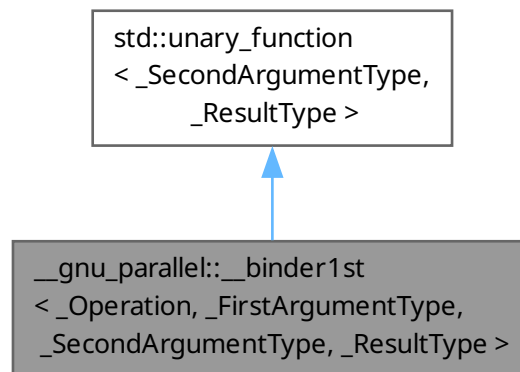 std::unary_function
< _SecondArgumentType,
_ResultType >
__gnu_parallel::__binder1st
< _Operation, _FirstArgumentType,
_SecondArgumentType, _ResultType >